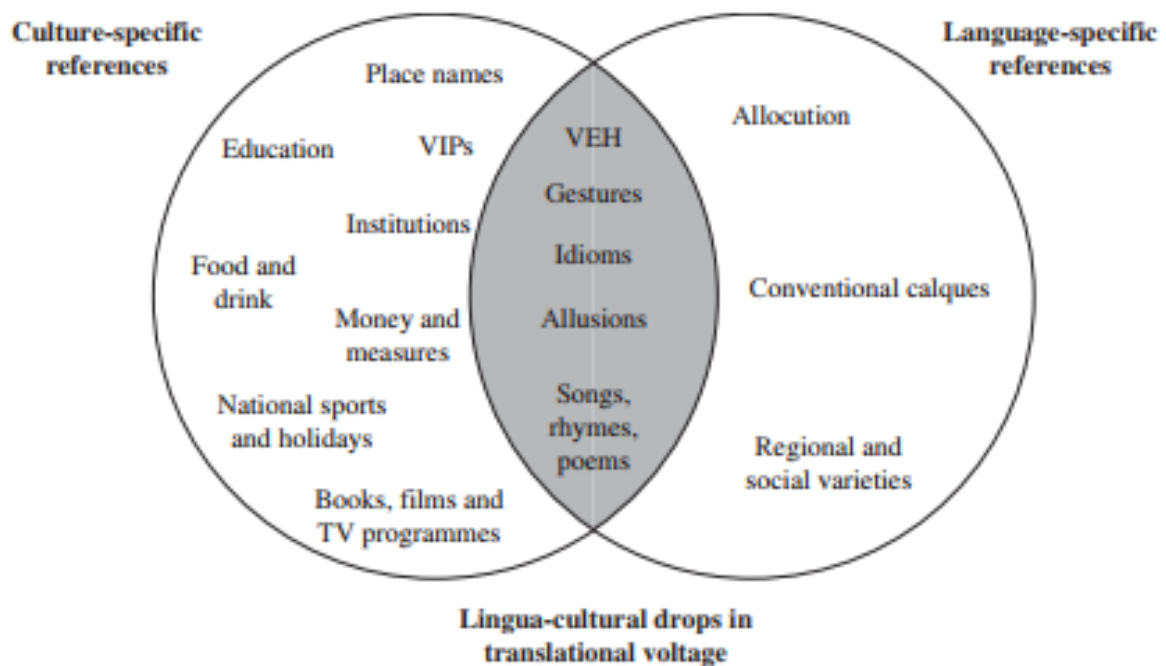 Culture-specific
references
Language-specific
references
Place names
Education
VIPs
Institutions
Food and
drink
Money and
measures
National sports
and holidays
Books, films and
TV programmes
VEH
Gestures
Idioms
Allusions
Songs,
rhymes,
poems
Allocution
Conventional calques
Regional and
social varieties
Lingua-cultural drops in
translational voltage